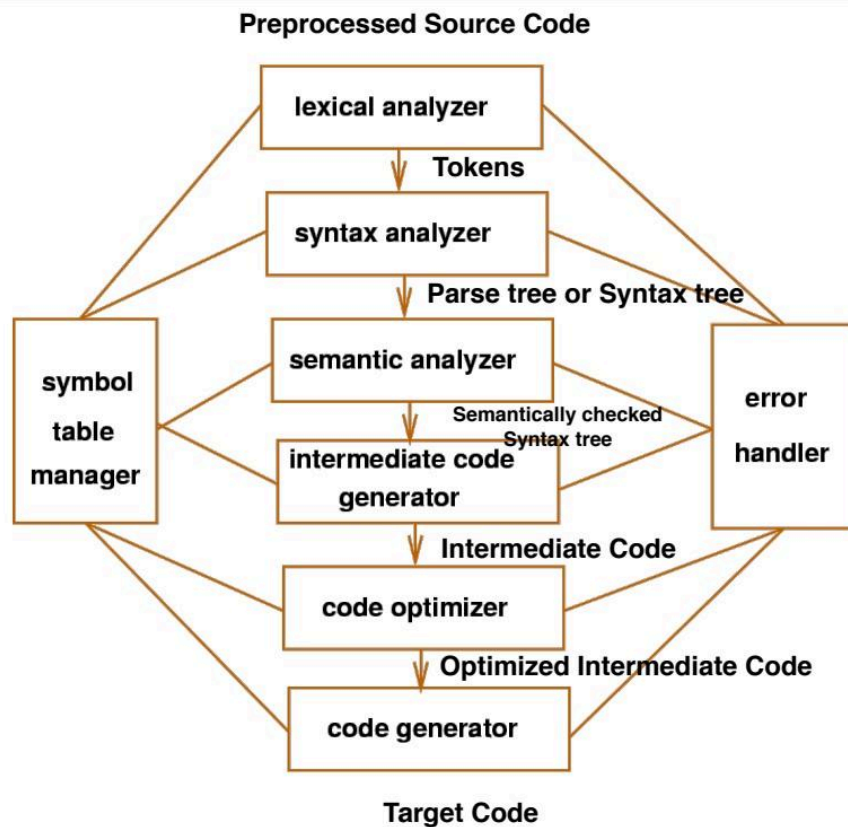 Preprocessed Source Code
lexical analyzer
Tokens
syntax analyzer
Parse tree or Syntax tree
semantic analyzer
symbol
table
manager
error
handler
Semantically checked
Syntax tree
intermediate code
generator
Intermediate Code
code optimizer
Optimized Intermediate Code
code generator
Target Code